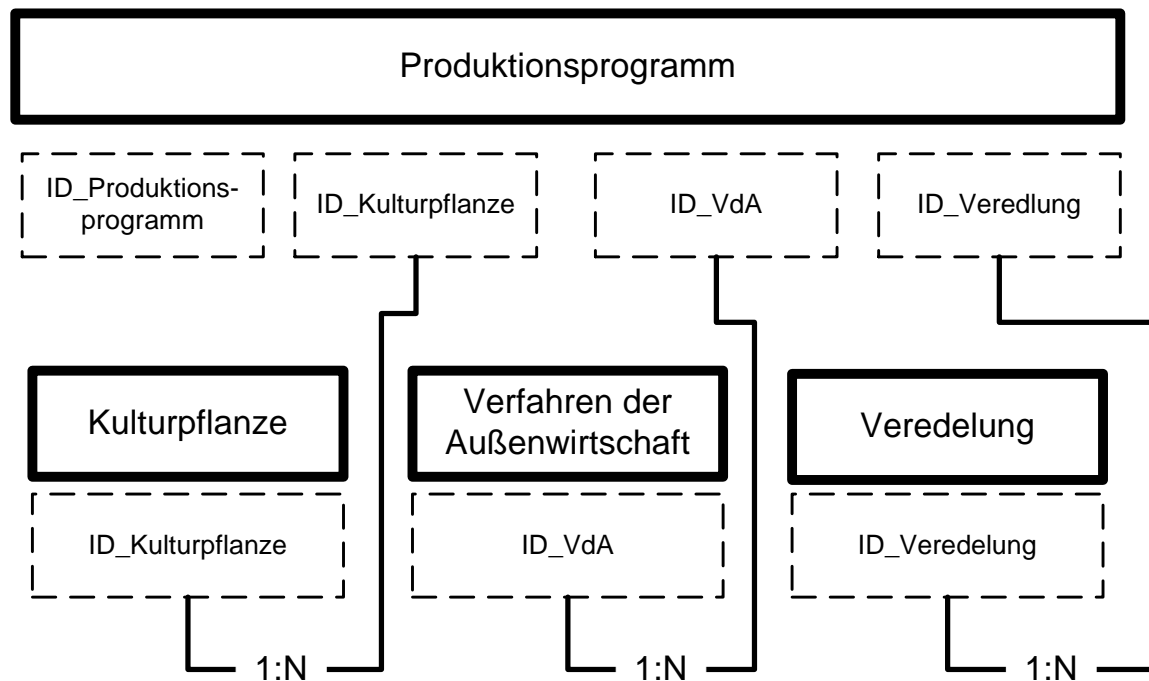 Produktionsprogramm
ID_Produktions-
programm
ID_Kulturpflanze
ID_VdA
ID_Veredlung
Kulturpflanze
Verfahren der
Außenwirtschaft
Veredelung
ID_Kulturpflanze
ID_VdA
ID_Veredelung
1:N
1:N
1:N